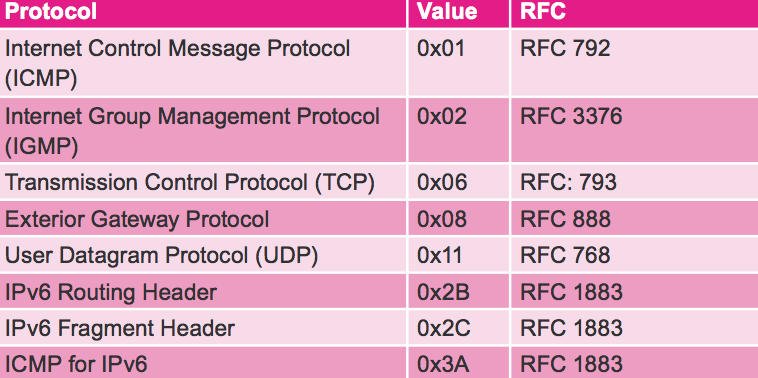 Protocol Value RFC
Internet Control Message Protocol (ICMP) 0x01 RFC 792
Internet Group Management Protocol (IGMP) 0x02 RFC 3376
Transmission Control Protocol (TCP) 0x06 RFC: 793
Exterior Gateway Protocol 0x08 RFC 888
User Datagram Protocol (UDP) 0x11 RFC 768
IPv6 Routing Header 0x2B RFC 1883
IPv6 Fragment Header 0x2C RFC 1883
ICMP for IPv6 0x3A RFC 1883